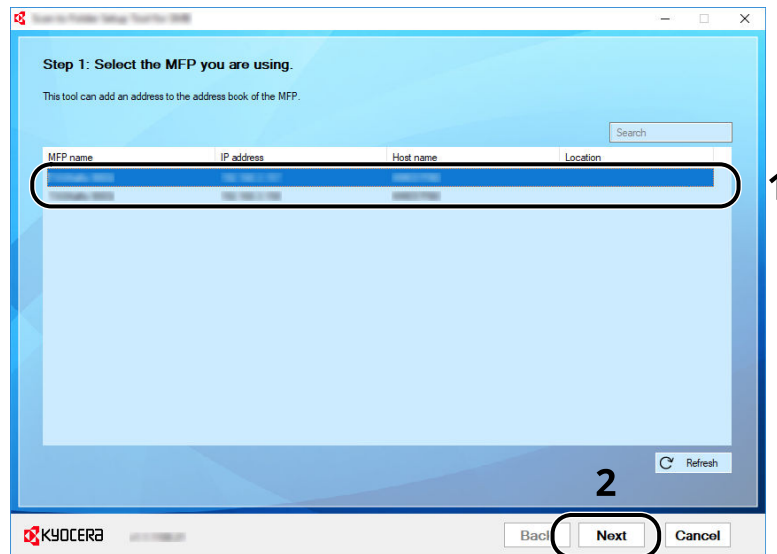 Step 1: Select the MFP you are using.
This tool can add an address to the address book of the MFP.
Search
MFP name IP address Host name Location
1
Refresh
2
KYOCERA Back Next Cancel